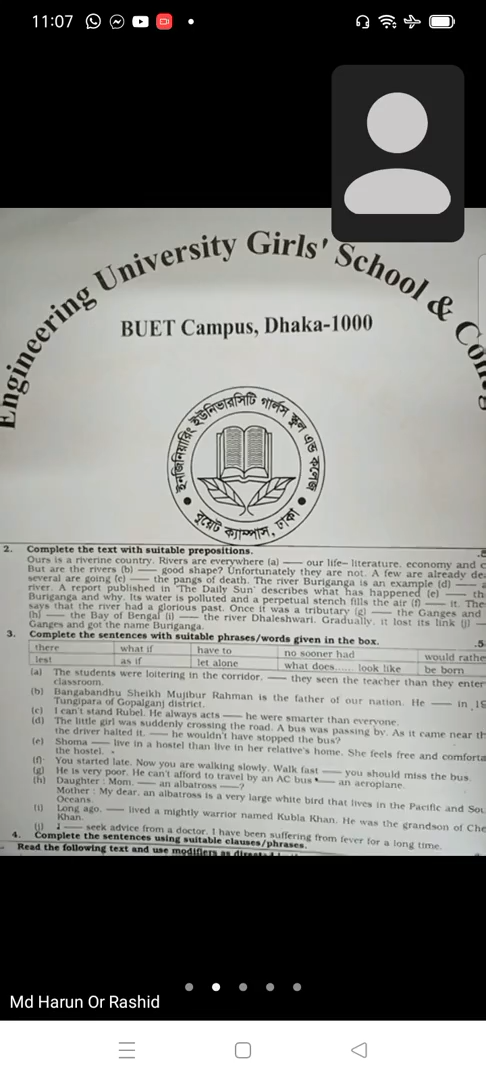 11:07
Engineering University Girls' School &
BUET Campus, Dhaka-1000
ইনজিনিয়ারিং ইউনিভারসিটি গার্লস স্কুল এন্ড কলেজ
বুয়েট ক্যাম্পাস, ঢাকা
2. Complete the text with suitable prepositions. .5
Ours is a riverine country. Rivers are everywhere (a) —— our life- literature, economy and c
But are the rivers (b) —— good shape? Unfortunately they are not. A few are already de
several are going (c) —— the pangs of death. The river Buriganga is an example (d) —— a
river. A report published in 'The Daily Sun' describes what has happened (e) —— th
Buriganga and why. Its water is polluted and a perpetual stench fills the air (f) —— it. The
says that the river had a glorious past. Once it was a tributary (g) —— the Ganges and
(h) —— the Bay of Bengal (i) —— the river Dhaleshwari. Gradually, it lost its link (j) —
Ganges and got the name Buriganga.
3. Complete the sentences with suitable phrases/words given in the box. .5
there what if have to no sooner had would rathe
lest as if let alone what does...... look like be born
(a) The students were loitering in the corridor. —— they seen the teacher than they enter
classroom.
(b) Bangabandhu Sheikh Mujibur Rahman is the father of our nation. He —— in 19
Tungipara of Gopalganj district.
(c) I can't stand Rubel. He always acts —— he were smarter than everyone.
(d) The little girl was suddenly crossing the road. A bus was passing by. As it came near th
the driver halted it. —— he wouldn't have stopped the bus?
(e) Shoma —— live in a hostel than live in her relative's home. She feels free and comforta
the hostel.
(f) You started late. Now you are walking slowly. Walk fast —— you should miss the bus.
(g) He is very poor. He can't afford to travel by an AC bus —— an aeroplane.
(h) Daughter : Mom, —— an albatross ——?
Mother : My dear, an albatross is a very large white bird that lives in the Pacific and Sou
Oceans.
(i) Long ago, —— lived a mightly warrior named Kubla Khan. He was the grandson of Che
Khan.
(j) I —— seek advice from a doctor. I have been suffering from fever for a long time.
4. Complete the sentences using suitable clauses/phrases.
Read the following text and use modifiers as directed in the
Md Harun Or Rashid